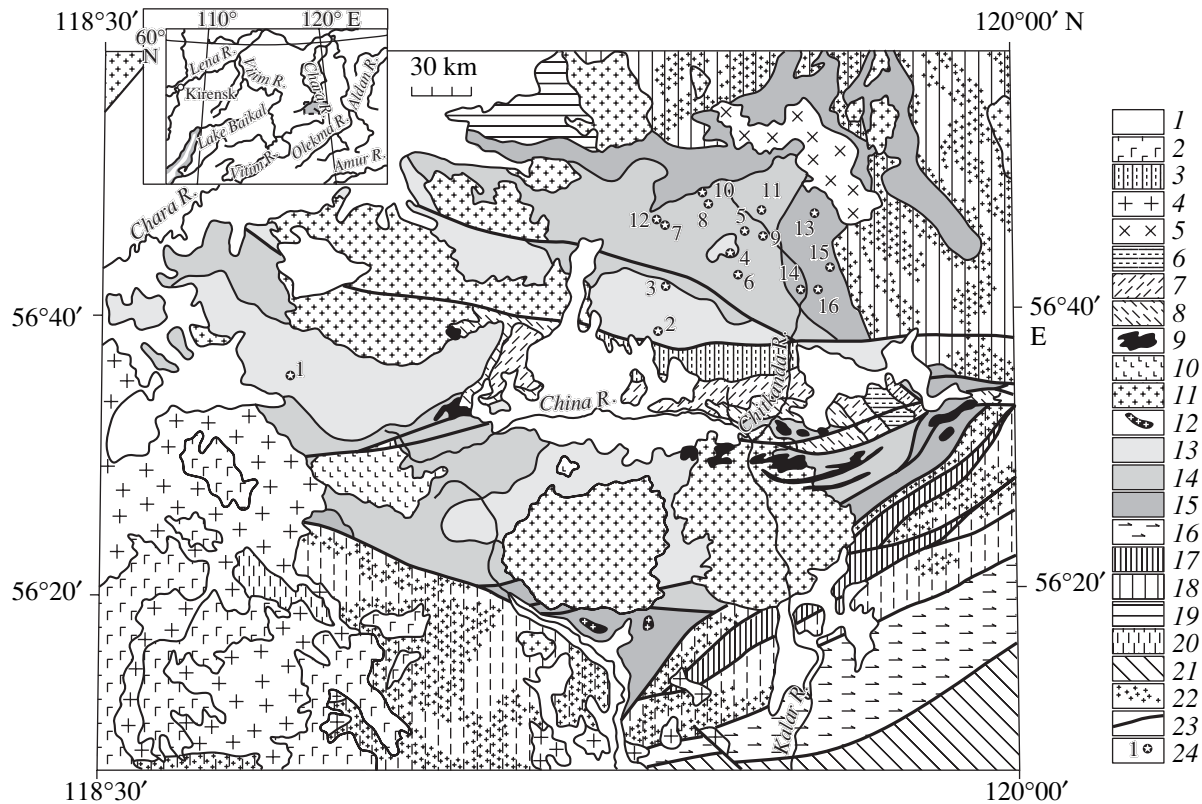 118°30′
120°00′ N
110°
120° E
60°
N
Lena R.
Vitim R.
Chara R.
Aldan R.
Kirensk
Lake Baikal
Olekma R.
Vitim R.
Amur R.
30 km
Chara R.
10
11
8
12
7
5
9
13
15
4
6
14
16
3
2
1
56°40′
56°40′
E
China R.
Chitkanda R.
56°20′
56°20′
Kalar R.
118°30′
120°00′
1
2
3
4
5
6
7
8
9
10
11
12
13
14
15
16
17
18
19
20
21
22
23
1 24